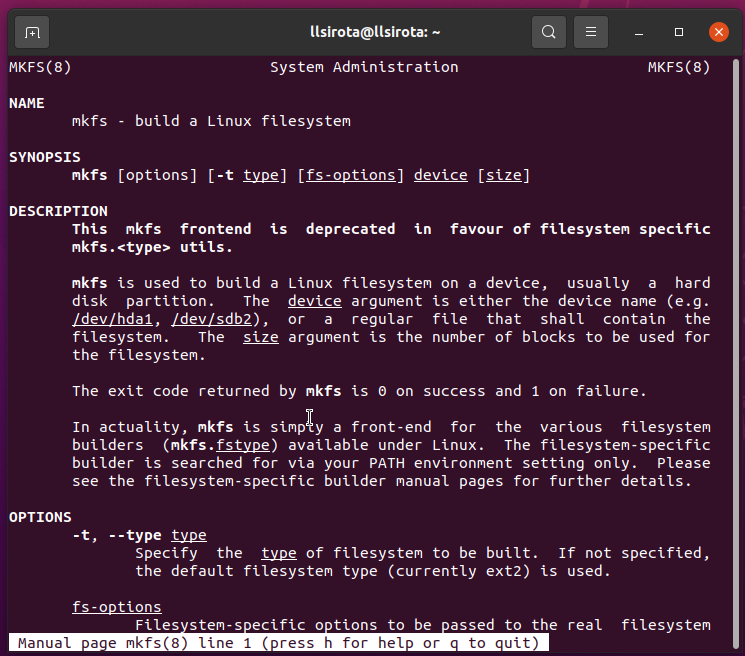 llsirota@llsirota: ~
MKFS(8) System Administration MKFS(8)
NAME
mkfs - build a Linux filesystem
SYNOPSIS
mkfs [options] [-t type] [fs-options] device [size]
DESCRIPTION
This mkfs frontend is deprecated in favour of filesystem specific
mkfs.<type> utils.
mkfs is used to build a Linux filesystem on a device, usually a hard
disk partition. The device argument is either the device name (e.g.
/dev/hda1, /dev/sdb2), or a regular file that shall contain the
filesystem. The size argument is the number of blocks to be used for
the filesystem.
The exit code returned by mkfs is 0 on success and 1 on failure.
In actuality, mkfs is simply a front-end for the various filesystem
builders (mkfs.fstype) available under Linux. The filesystem-specific
builder is searched for via your PATH environment setting only. Please
see the filesystem-specific builder manual pages for further details.
OPTIONS
-t, --type type
Specify the type of filesystem to be built. If not specified,
the default filesystem type (currently ext2) is used.
fs-options
Filesystem-specific options to be passed to the real filesystem
Manual page mkfs(8) line 1 (press h for help or q to quit)